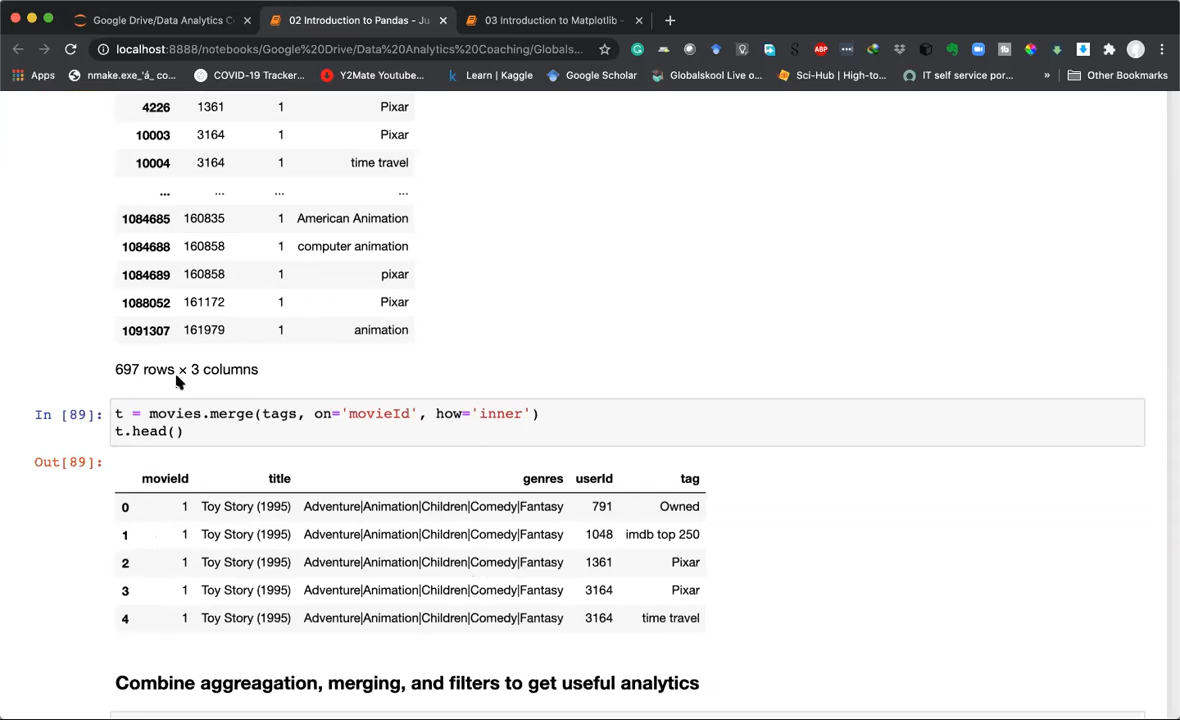 Google Drive/Data Analytics C
02 Introduction to Pandas - Ju
03 Introduction to Matplotlib -
localhost:8888/notebooks/Google%20Drive/Data%20Analytics%20Coaching/Globals...
ABP
Apps
nmake.exe_'á_ co...
COVID-19 Tracker...
Y2Mate Youtube...
Learn | Kaggle
Google Scholar
Globalskool Live o...
Sci-Hub | High-to...
IT self service por...
»
Other Bookmarks
4226 1361 1 Pixar
10003 3164 1 Pixar
10004 3164 1 time travel
... ... ... ...
1084685 160835 1 American Animation
1084688 160858 1 computer animation
1084689 160858 1 pixar
1088052 161172 1 Pixar
1091307 161979 1 animation
697 rows × 3 columns
In [89]: t = movies.merge(tags, on='movieId', how='inner')
t.head()
Out[89]:
movieId title genres userId tag
0 1 Toy Story (1995) Adventure|Animation|Children|Comedy|Fantasy 791 Owned
1 1 Toy Story (1995) Adventure|Animation|Children|Comedy|Fantasy 1048 imdb top 250
2 1 Toy Story (1995) Adventure|Animation|Children|Comedy|Fantasy 1361 Pixar
3 1 Toy Story (1995) Adventure|Animation|Children|Comedy|Fantasy 3164 Pixar
4 1 Toy Story (1995) Adventure|Animation|Children|Comedy|Fantasy 3164 time travel
Combine aggreagation, merging, and filters to get useful analytics